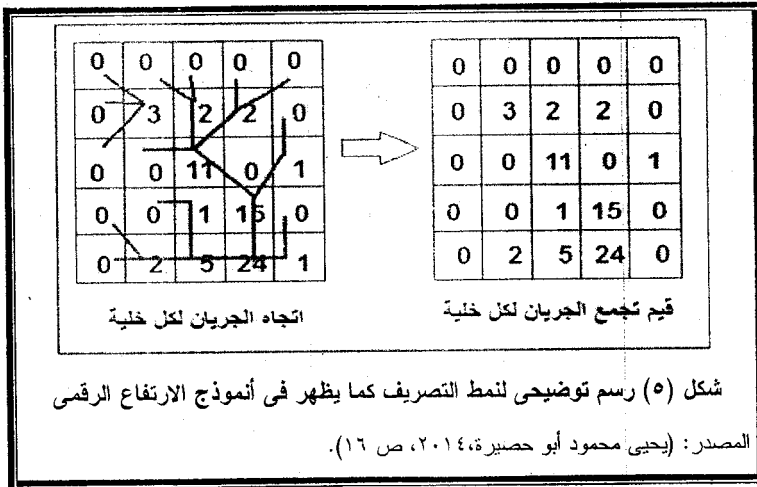 0 0 0 0 0
0 3 2 2 0
0 0 11 0 1
0 0 1 15 0
0 2 5 24 1
اتجاه الجريان لكل خلية
0 0 0 0 0
0 3 2 2 0
0 0 11 0 1
0 0 1 15 0
0 2 5 24 0
قيم تجمع الجريان لكل خلية
شكل (٥) رسم توضيحى لنمط التصريف كما يظهر فى أنموذج الارتفاع الرقمى
المصدر: (يحيى محمود أبو حصيرة،٢٠١٤، ص ١٦).